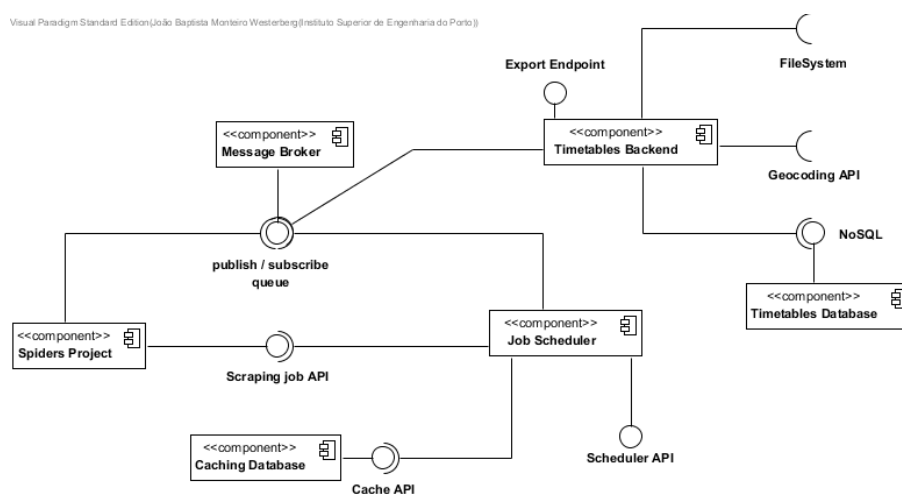 Visual Paradigm Standard Edition(João Baptista Monteiro Westerberg(Instituto Superior de Engenharia do Porto))
FileSystem
Export Endpoint
<<component>>
Message Broker
<<component>>
Timetables Backend
Geocoding API
NoSQL
publish / subscribe
queue
<<component>>
Timetables Database
<<component>>
Spiders Project
<<component>>
Job Scheduler
Scraping job API
<<component>>
Caching Database
Scheduler API
Cache API